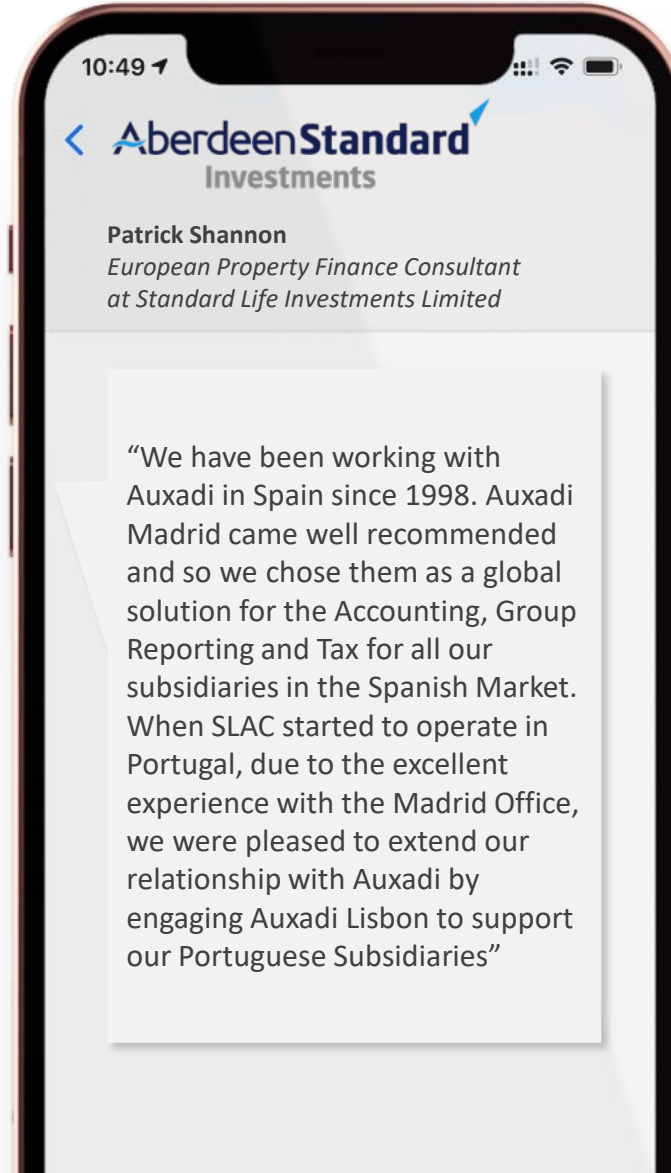 10:49
Aberdeen Standard
Investments
Patrick Shannon
European Property Finance Consultant
at Standard Life Investments Limited
“We have been working with
Auxadi in Spain since 1998. Auxadi
Madrid came well recommended
and so we chose them as a global
solution for the Accounting, Group
Reporting and Tax for all our
subsidiaries in the Spanish Market.
When SLAC started to operate in
Portugal, due to the excellent
experience with the Madrid Office,
we were pleased to extend our
relationship with Auxadi by
engaging Auxadi Lisbon to support
our Portuguese Subsidiaries”